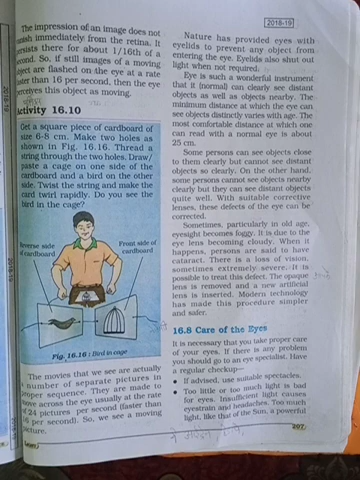 2018-19
The impression of an image does not
immediately from the retina. It
persists there for about 1/16th of a
second. So, if still images of a moving
object are flashed on the eye at a rate
faster than 16 per second, then the eye
perceives this object as moving.
Activity 16.10
Get a square piece of cardboard of
size 6-8 cm. Make two holes as
shown in Fig. 16.16. Thread a
string through the two holes. Draw/
paste a cage on one side of the
cardboard and a bird on the other
side. Twist the string and make the
card twirl rapidly. Do you see the
bird in the cage?
Reverse side
of cardboard
Front side of
cardboard
Fig. 16.16 : Bird in cage
The movies that we see are actually
a number of separate pictures in
proper sequence. They are made to
move across the eye usually at the rate
of 24 pictures per second (faster than
16 per second). So, we see a moving
picture.
Nature has provided eyes with
eyelids to prevent any object from
entering the eye. Eyelids also shut out
light when not required.
Eye is such a wonderful instrument
that it (normal) can clearly see distant
objects as well as objects nearby. The
minimum distance at which the eye can
see objects distinctly varies with age. The
most comfortable distance at which one
can read with a normal eye is about
25 cm.
Some persons can see objects close
to them clearly but cannot see distant
objects so clearly. On the other hand,
some persons cannot see objects nearby
clearly but they can see distant objects
quite well. With suitable corrective
lenses, these defects of the eye can be
corrected.
Sometimes, particularly in old age,
eyesight becomes foggy. It is due to the
eye lens becoming cloudy. When it
happens, persons are said to have
cataract. There is a loss of vision,
sometimes extremely severe. It is
possible to treat this defect. The opaque
lens is removed and a new artificial
lens is inserted. Modern technology
has made this procedure simpler
and safer.
16.8 Care of the Eyes
It is necessary that you take proper care
of your eyes. If there is any problem
you should go to an eye specialist. Have
a regular checkup–
• If advised, use suitable spectacles.
• Too little or too much light is bad
for eyes. Insufficient light causes
eyestrain and headaches. Too much
light, like that of the Sun, a powerful
207
2018-19